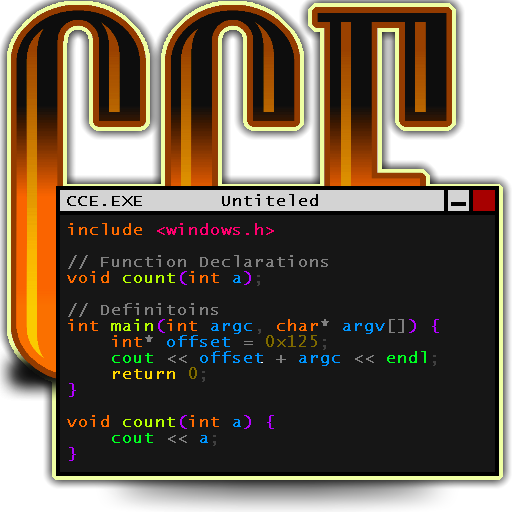 CCE
CCE.EXE Untiteled
include <windows.h>
// Function Declarations
void count(int a);
// Definitoins
int main(int argc, char* argv[]) {
int* offset = 0x125;
cout << offset + argc << endl;
return 0;
}
void count(int a) {
cout << a;
}